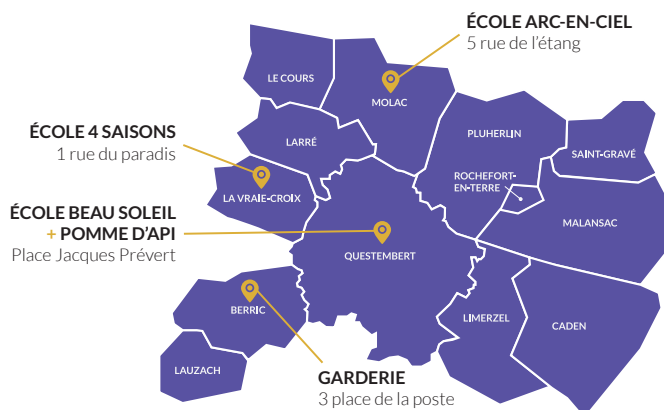 ÉCOLE ARC-EN-CIEL
5 rue de l'étang
LE COURS
MOLAC
ÉCOLE 4 SAISONS
1 rue du paradis
LARRÉ
PLUHERLIN
SAINT-GRAVÉ
ROCHEFORT-
EN-TERRE
LA VRAIE-CROIX
MALANSAC
ÉCOLE BEAU SOLEIL
+ POMME D'API
Place Jacques Prévert
QUESTEMBERT
BERRIC
LIMERZEL
CADEN
LAUZACH
GARDERIE
3 place de la poste